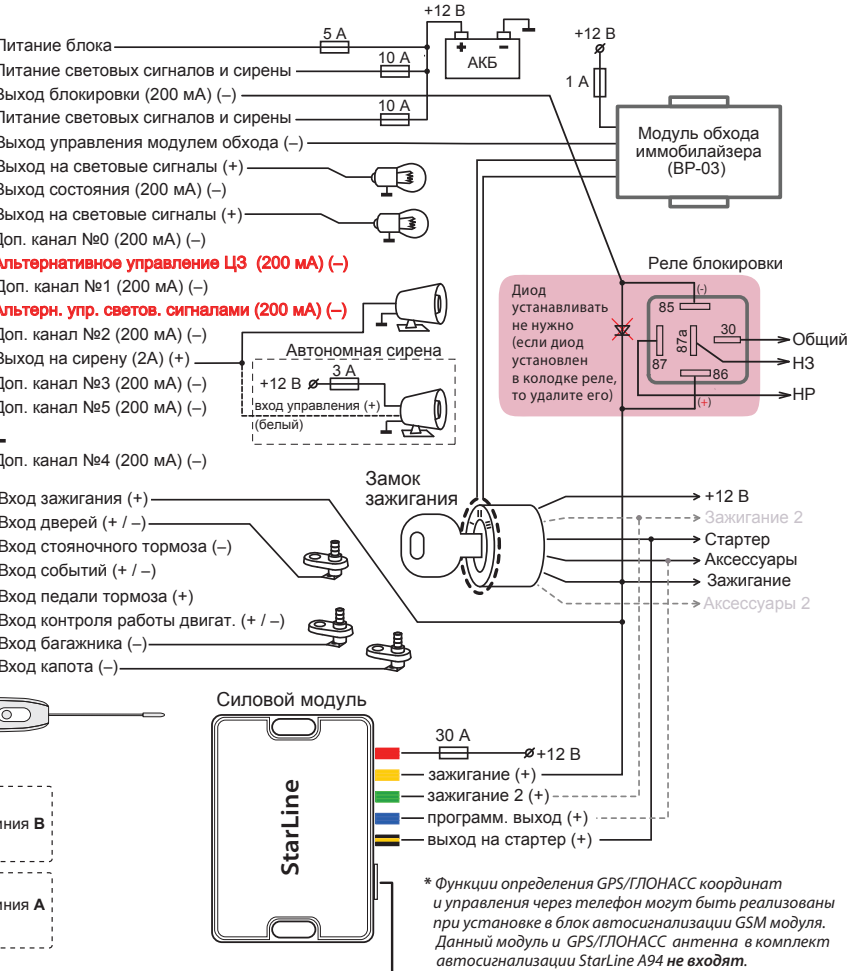 +12 В
Питание блока
5 А
АКБ
Питание световых сигналов и сирены
10 А
Выход блокировки (200 мА) (–)
Питание световых сигналов и сирены
10 А
Выход управления модулем обхода (–)
Выход на световые сигналы (+)
Выход состояния (200 мА) (–)
Выход на световые сигналы (+)
Доп. канал №0 (200 мА) (–)
Альтернативное управление ЦЗ (200 мА) (–)
Доп. канал №1 (200 мА) (–)
Альтерн. упр. светов. сигналами (200 мА) (–)
Доп. канал №2 (200 мА) (–)
Выход на сирену (2А) (+)
Доп. канал №3 (200 мА) (–)
Доп. канал №5 (200 мА) (–)
Доп. канал №4 (200 мА) (–)
Автономная сирена
3 А
+12 В
вход управления (+)
(белый)
+12 В
1 А
Модуль обхода
иммобилайзера
(BP-03)
Реле блокировки
Диод
устанавливать
не нужно
(если диод
установлен
в колодке реле,
то удалите его)
(-)
85
30
87a
87
86
(+)
Общий
НЗ
НР
Вход зажигания (+)
Вход дверей (+ / –)
Вход стояночного тормоза (–)
Вход событий (+ / –)
Вход педали тормоза (+)
Вход контроля работы двигат. (+ / –)
Вход багажника (–)
Вход капота (–)
Замок
зажигания
+12 В
Зажигание 2
Стартер
Аксессуары
Зажигание
Аксессуары 2
Силовой модуль
StarLine
30 А
+12 В
зажигание (+)
зажигание 2 (+)
программ. выход (+)
выход на стартер (+)
В
А
* Функции определения GPS/ГЛОНАСС координат
и управления через телефон могут быть реализованы
при установке в блок автосигнализации GSM модуля.
Данный модуль и GPS/ГЛОНАСС антенна в комплект
автосигнализации StarLine A94 не входят.